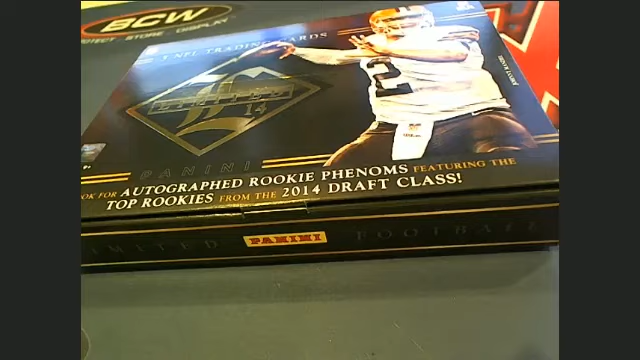 BCW
PROTECT · STORE · DISPLAY
NFL TRADING CARDS
14
PANINI
AUTOGRAPHED ROOKIE PHENOMS FEATURING THE
TOP ROOKIES FROM THE 2014 DRAFT CLASS!
LIMITED PANINI FOOTBALL